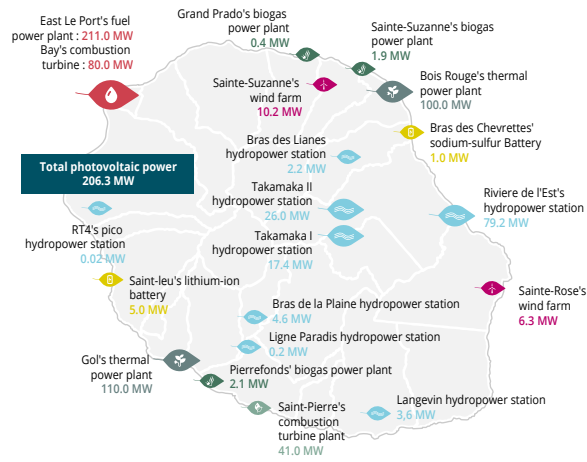 East Le Port's fuel
power plant : 211.0 MW
Bay's combustion
turbine : 80.0 MW
Grand Prado's biogas
power plant
0.4 MW
Sainte-Suzanne's biogas
power plant
1.9 MW
Sainte-Suzanne's
wind farm
10.2 MW
Bois Rouge's thermal
power plant
100.0 MW
Bras des Chevrettes'
sodium-sulfur Battery
1.0 MW
Bras des Lianes
hydropower station
2.2 MW
Total photovoltaic power
206.3 MW
Takamaka II
hydropower station
26.0 MW
Riviere de l'Est's
hydropower station
79.2 MW
RT4's pico
hydropower station
0.02 MW
Takamaka I
hydropower station
17.4 MW
Saint-leu's lithium-ion
battery
5.0 MW
Sainte-Rose's
wind farm
6.3 MW
Bras de la Plaine hydropower station
4.6 MW
Ligne Paradis hydropower station
0.2 MW
Gol's thermal
power plant
110.0 MW
Pierrefonds' biogas power plant
2.1 MW
Saint-Pierre's
combustion
turbine plant
41.0 MW
Langevin hydropower station
3,6 MW